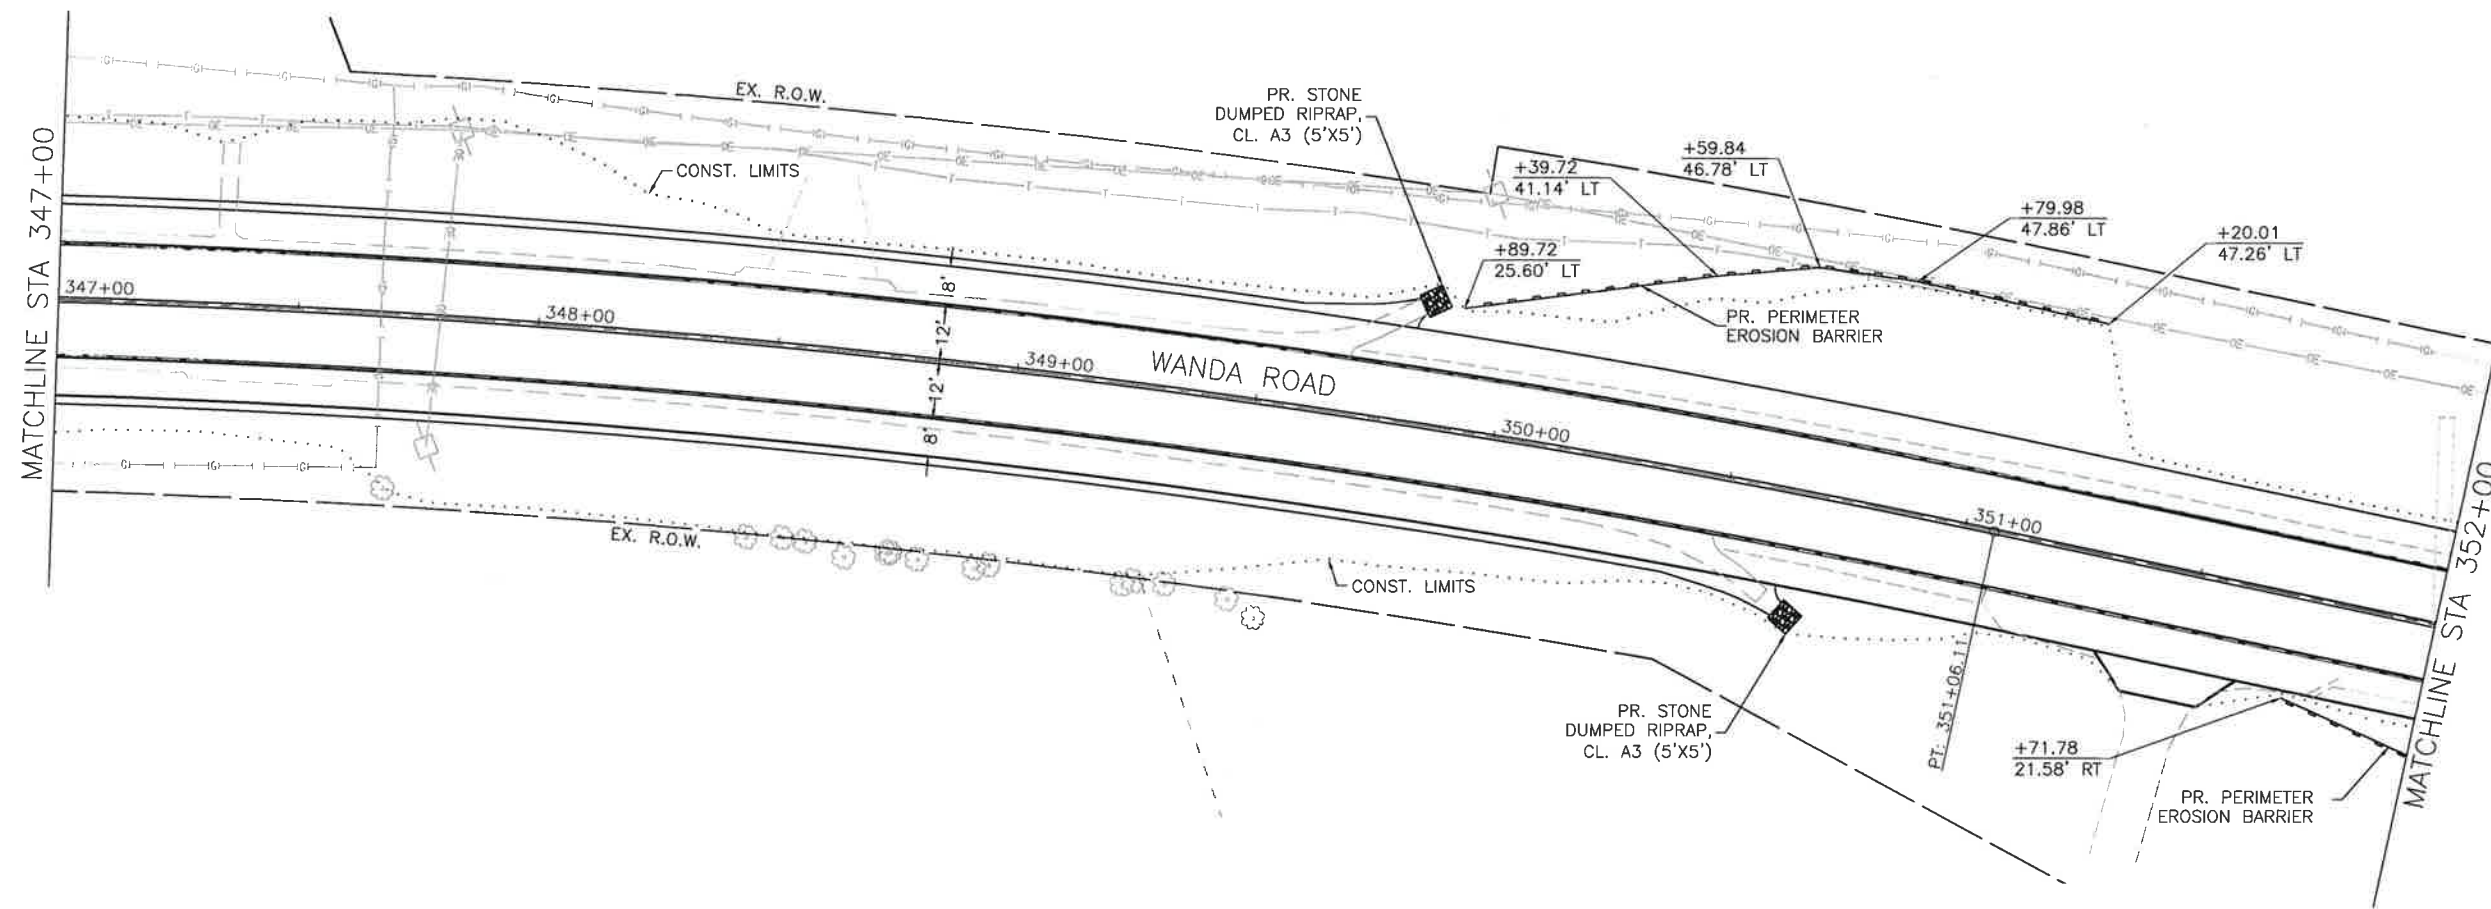 MATCHLINE STA 347+00
EX. R.O.W.
CONST. LIMITS
PR. STONE
DUMPED RIPRAP,
CL. A3 (5'X5')
+39.72
41.14' LT
+59.84
46.78' LT
+79.98
47.86' LT
+20.01
47.26' LT
+89.72
25.60' LT
PR. PERIMETER
EROSION BARRIER
347+00
348+00
349+00
350+00
351+00
8'
12'
12'
8'
WANDA ROAD
EX. R.O.W.
CONST. LIMITS
PR. STONE
DUMPED RIPRAP,
CL. A3 (5'X5')
PT: 351+06.11
+71.78
21.58' RT
PR. PERIMETER
EROSION BARRIER
MATCHLINE STA 352+00